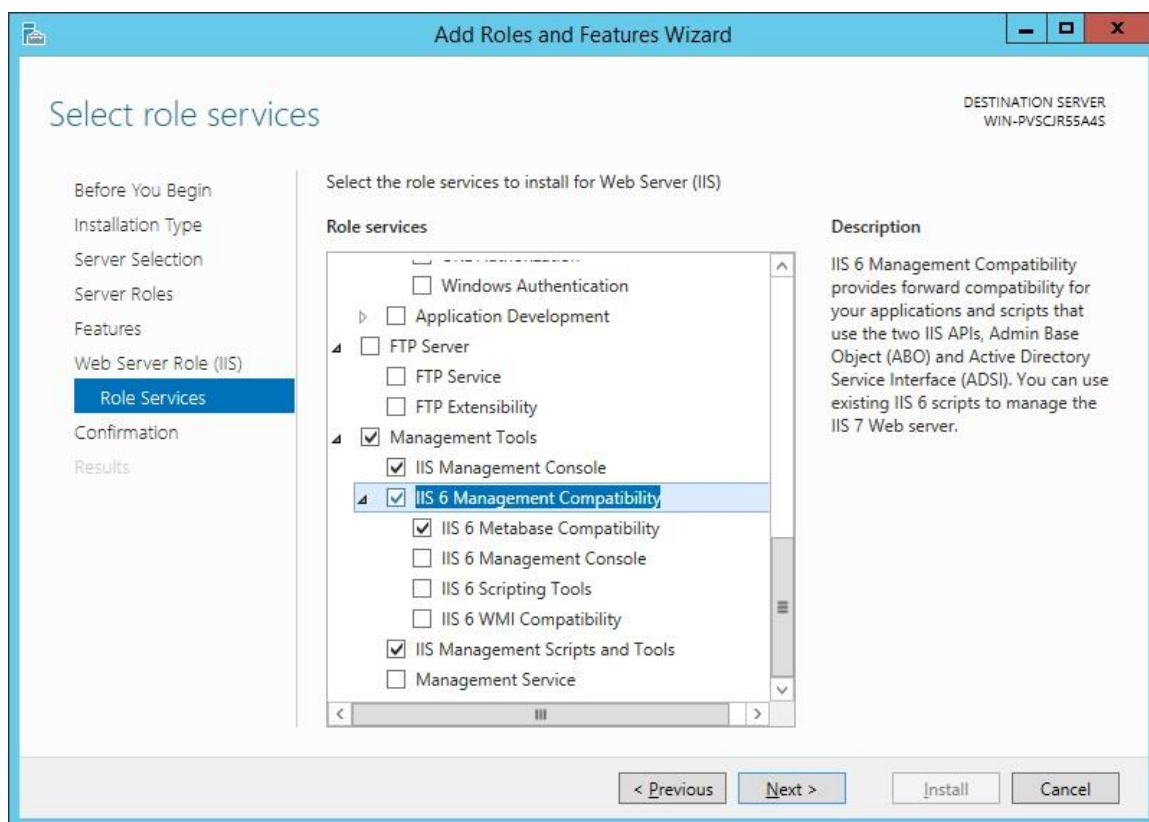 Add Roles and Features Wizard
Select role services
DESTINATION SERVER
WIN-PVSCJR55A4S
Before You Begin
Installation Type
Server Selection
Server Roles
Features
Web Server Role (IIS)
Role Services
Confirmation
Results
Select the role services to install for Web Server (IIS)
Role services
Windows Authentication
Application Development
FTP Server
FTP Service
FTP Extensibility
Management Tools
IIS Management Console
IIS 6 Management Compatibility
IIS 6 Metabase Compatibility
IIS 6 Management Console
IIS 6 Scripting Tools
IIS 6 WMI Compatibility
IIS Management Scripts and Tools
Management Service
Description
IIS 6 Management Compatibility
provides forward compatibility for
your applications and scripts that
use the two IIS APIs, Admin Base
Object (ABO) and Active Directory
Service Interface (ADSI). You can use
existing IIS 6 scripts to manage the
IIS 7 Web server.
< Previous
Next >
Install
Cancel